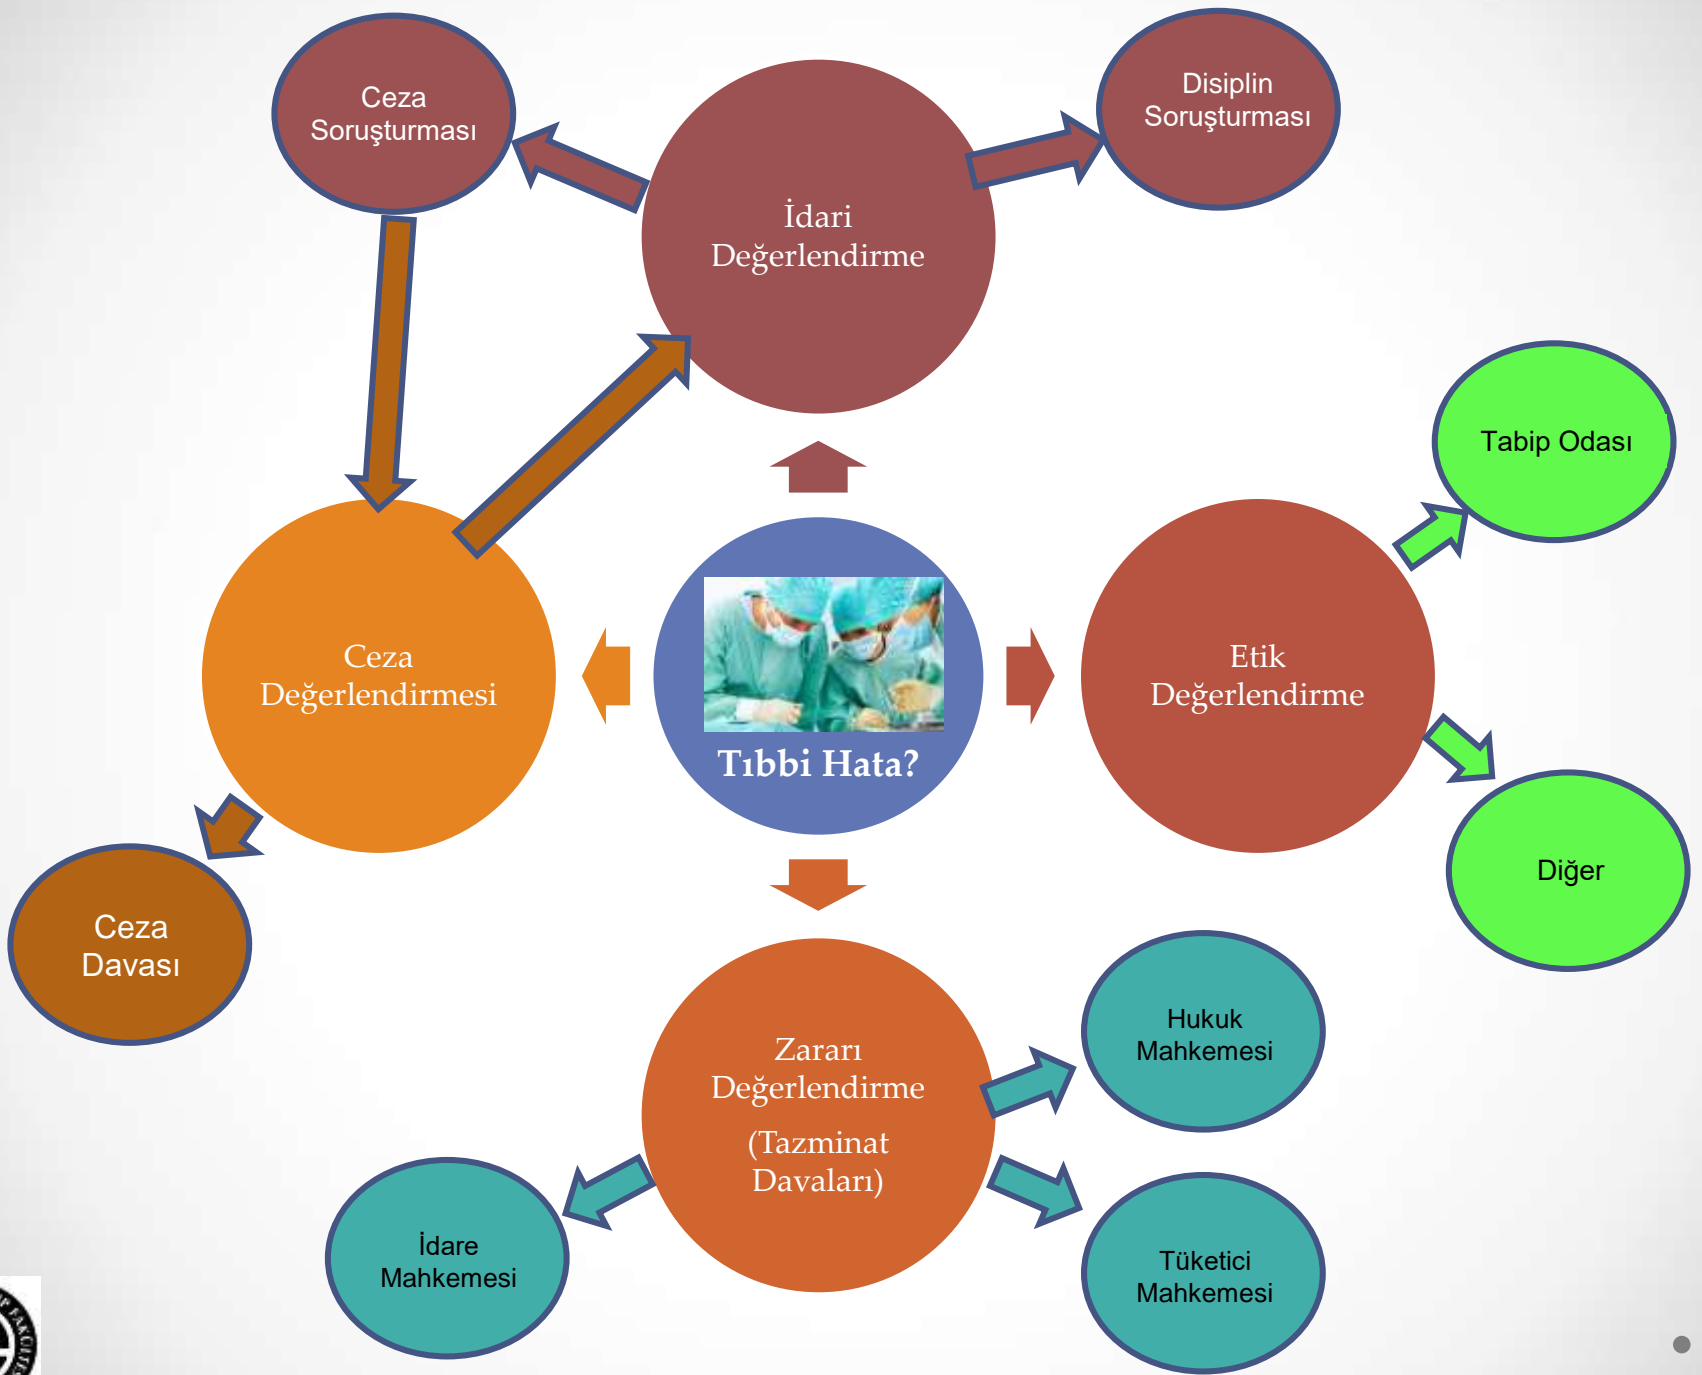 Ceza
Soruşturması
Disiplin
Soruşturması
İdari
Değerlendirme
Tabip Odası
Ceza
Değerlendirmesi
Tıbbi Hata?
Etik
Değerlendirme
Diğer
Ceza
Davası
Zararı
Değerlendirme
(Tazminat
Davaları)
Hukuk
Mahkemesi
İdare
Mahkemesi
Tüketici
Mahkemesi